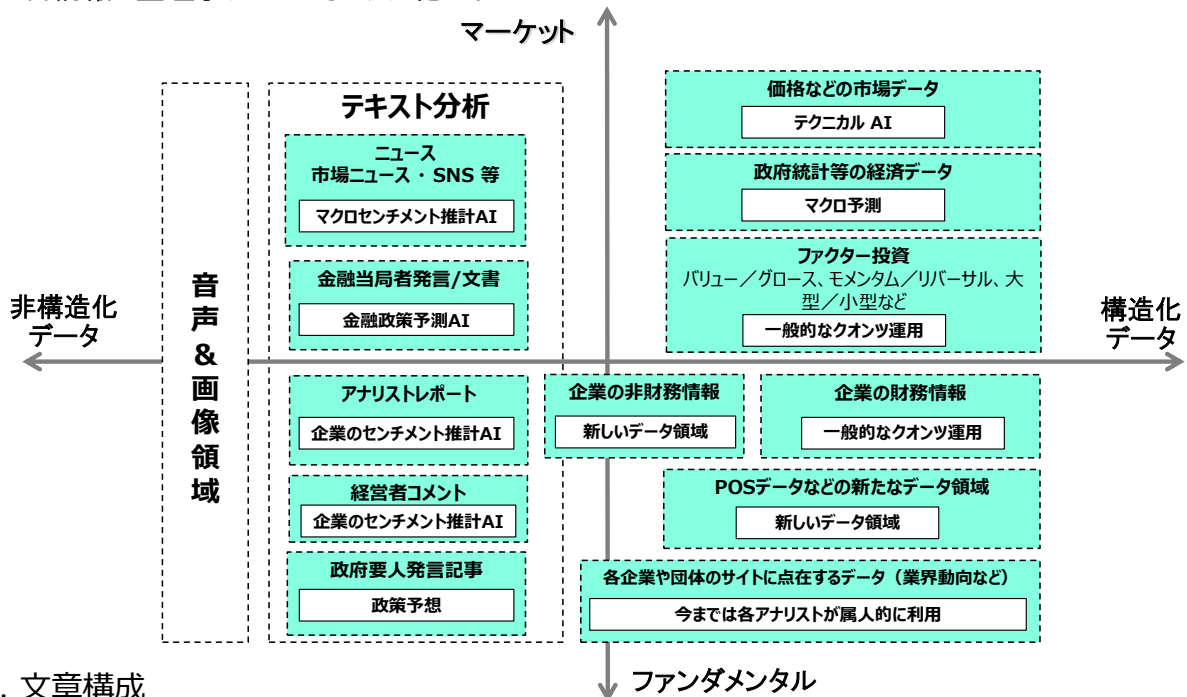 マーケット
テキスト分析
ニュース
市場ニュース・SNS 等
マクロセンチメント推計AI
金融当局者発言/文書
金融政策予測AI
アナリストレポート
企業のセンチメント推計AI
経営者コメント
企業のセンチメント推計AI
政府要人発言記事
政策予想
音声&画像領域
非構造化
データ
価格などの市場データ
テクニカル AI
政府統計等の経済データ
マクロ予測
ファクター投資
バリュー／グロース、モメンタム／リバーサル、大
型／小型など
一般的なクオンツ運用
構造化
データ
企業の非財務情報
新しいデータ領域
企業の財務情報
一般的なクオンツ運用
POSデータなどの新たなデータ領域
新しいデータ領域
各企業や団体のサイトに点在するデータ（業界動向など）
今までは各アナリストが属人的に利用
ファンダメンタル
. 文章構成